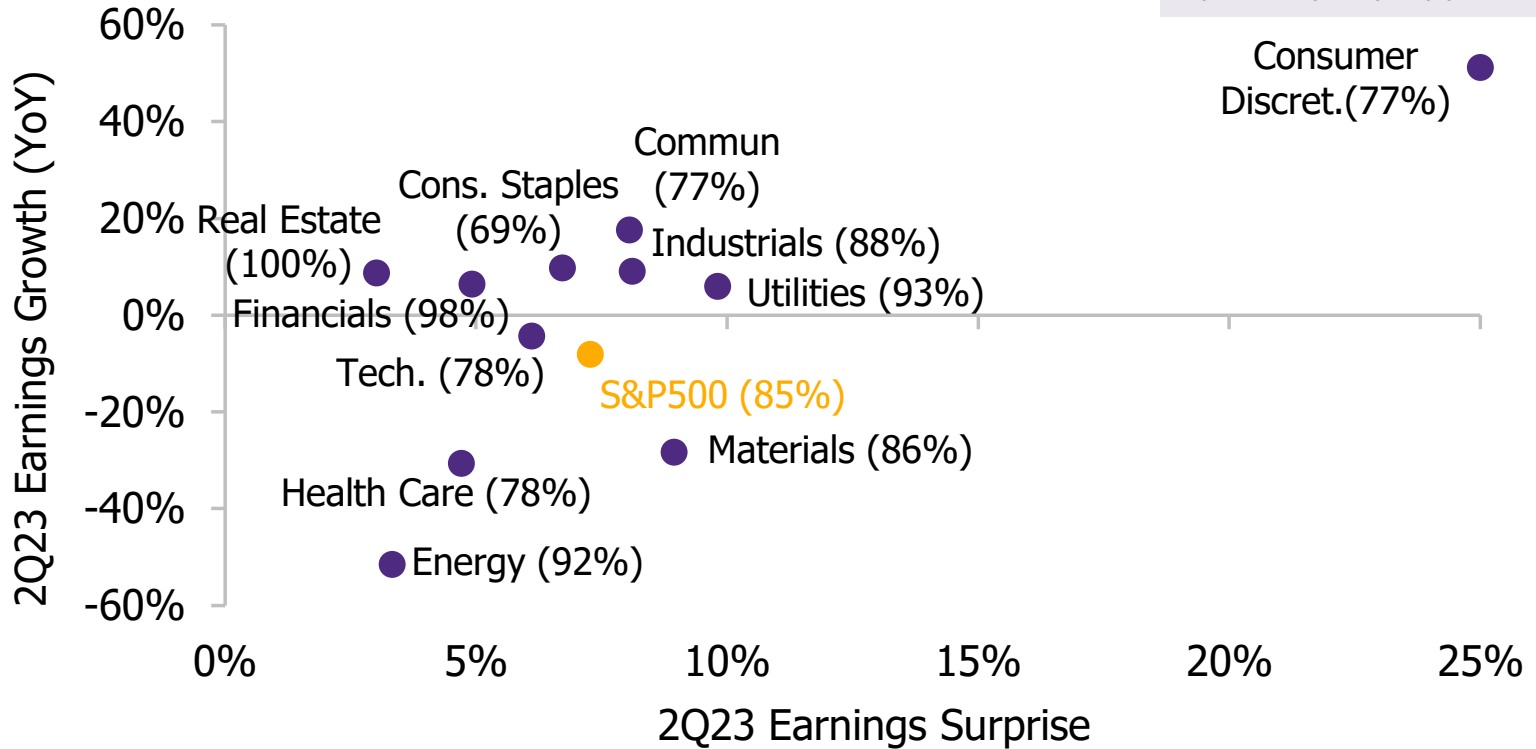 60%
40%
20%
0%
-20%
-40%
-60%
2Q23 Earnings Growth (YoY)
Consumer
Discret.(77%)
Commun
(77%)
Cons. Staples
(69%)
Real Estate
(100%)
Industrials (88%)
Utilities (93%)
Financials (98%)
Tech. (78%)
S&P500 (85%)
Materials (86%)
Health Care (78%)
Energy (92%)
0%
5%
10%
15%
20%
25%
2Q23 Earnings Surprise